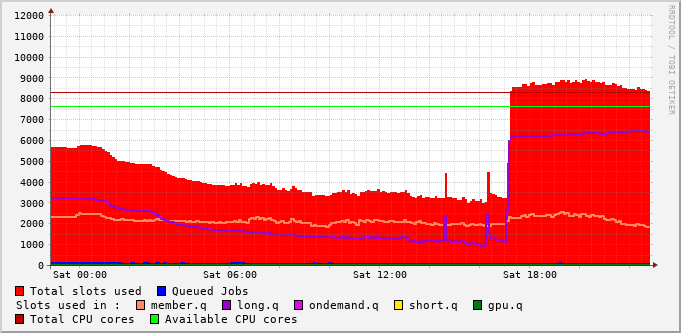 12000
11000
10000
9000
8000
7000
6000
5000
4000
3000
2000
1000
0
Sat 00:00 Sat 06:00 Sat 12:00 Sat 18:00
RRDTOOL / TOBI OETIKER
Total slots used Queued Jobs
Slots used in : member.q long.q ondemand.q short.q gpu.q
Total CPU cores Available CPU cores